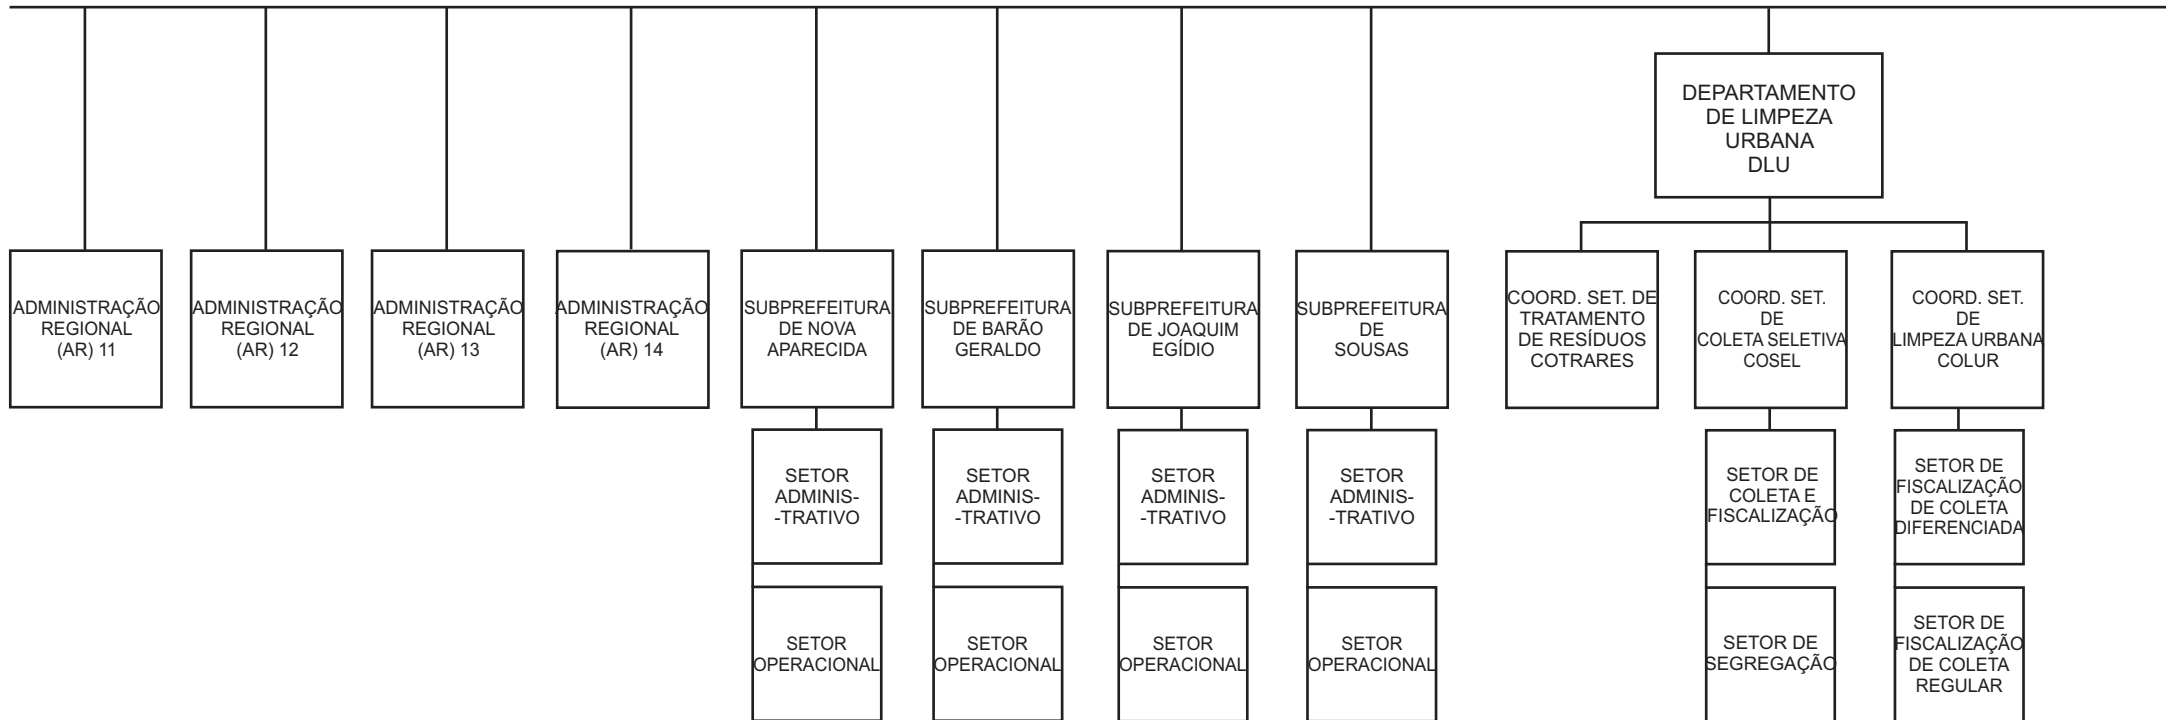 DEPARTAMENTO
DE LIMPEZA
URBANA
DLU
ADMINISTRAÇÃO
REGIONAL
(AR) 11
ADMINISTRAÇÃO
REGIONAL
(AR) 12
ADMINISTRAÇÃO
REGIONAL
(AR) 13
ADMINISTRAÇÃO
REGIONAL
(AR) 14
SUBPREFEITURA
DE NOVA
APARECIDA
SUBPREFEITURA
DE BARÃO
GERALDO
SUBPREFEITURA
DE JOAQUIM
EGÍDIO
SUBPREFEITURA
DE
SOUSAS
COORD. SET. DE
TRATAMENTO
DE RESÍDUOS
COTRARES
COORD. SET.
DE
COLETA SELETIVA
COSEL
COORD. SET.
DE
LIMPEZA URBANA
COLUR
SETOR
ADMINIS-
-TRATIVO
SETOR
ADMINIS-
-TRATIVO
SETOR
ADMINIS-
-TRATIVO
SETOR
ADMINIS-
-TRATIVO
SETOR DE
COLETA E
FISCALIZAÇÃO
SETOR DE
FISCALIZAÇÃO
DE COLETA
DIFERENCIADA
SETOR
OPERACIONAL
SETOR
OPERACIONAL
SETOR
OPERACIONAL
SETOR
OPERACIONAL
SETOR DE
SEGREGAÇÃO
SETOR DE
FISCALIZAÇÃO
DE COLETA
REGULAR